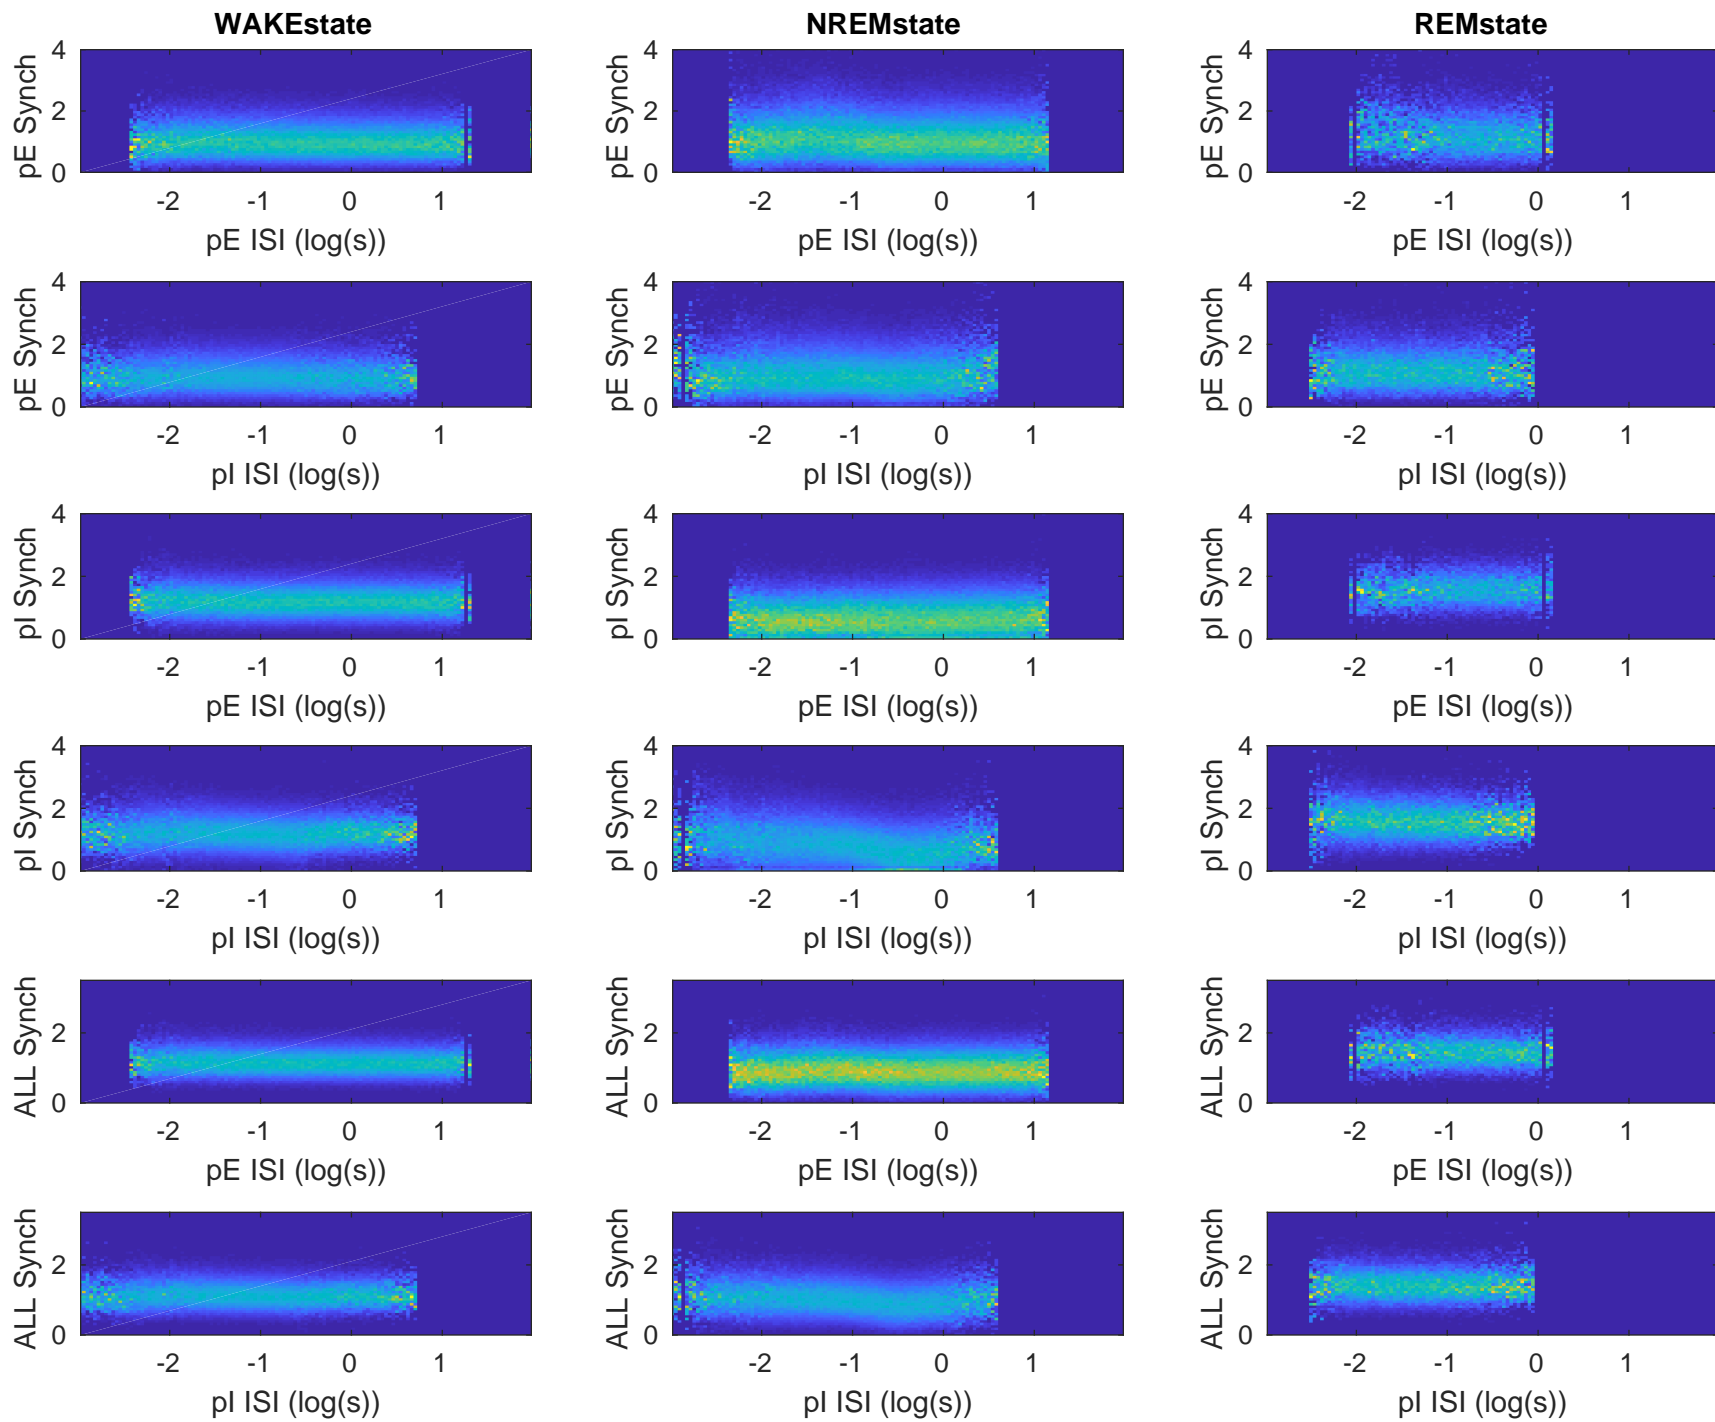 WAKEstate NREMstate REMstate
4 4 4
2 2 2
0 0 0
pE Synch pE Synch pE Synch
-2 -1 0 1 -2 -1 0 1 -2 -1 0 1
pE ISI (log(s)) pE ISI (log(s)) pE ISI (log(s))
4 4 4
2 2 2
0 0 0
pE Synch pE Synch pE Synch
-2 -1 0 1 -2 -1 0 1 -2 -1 0 1
pI ISI (log(s)) pI ISI (log(s)) pI ISI (log(s))
4 4 4
2 2 2
0 0 0
pI Synch pI Synch pI Synch
-2 -1 0 1 -2 -1 0 1 -2 -1 0 1
pE ISI (log(s)) pE ISI (log(s)) pE ISI (log(s))
4 4 4
2 2 2
0 0 0
pI Synch pI Synch pI Synch
-2 -1 0 1 -2 -1 0 1 -2 -1 0 1
pI ISI (log(s)) pI ISI (log(s)) pI ISI (log(s))
2 2 2
0 0 0
ALL Synch ALL Synch ALL Synch
-2 -1 0 1 -2 -1 0 1 -2 -1 0 1
pE ISI (log(s)) pE ISI (log(s)) pE ISI (log(s))
2 2 2
0 0 0
ALL Synch ALL Synch ALL Synch
-2 -1 0 1 -2 -1 0 1 -2 -1 0 1
pI ISI (log(s)) pI ISI (log(s)) pI ISI (log(s))